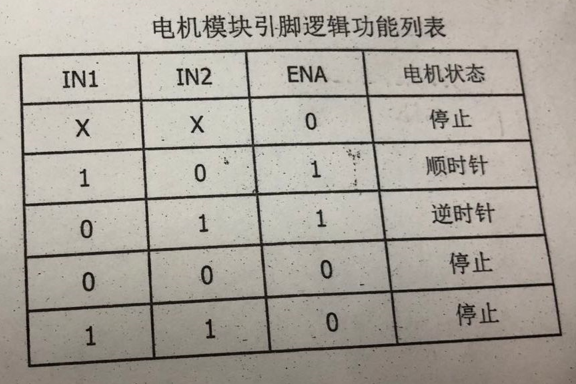 电机模块引脚逻辑功能列表
IN1 IN2 ENA 电机状态
X X 0 停止
1 0 1 顺时针
0 1 1 逆时针
0 0 0 停止
1 1 0 停止